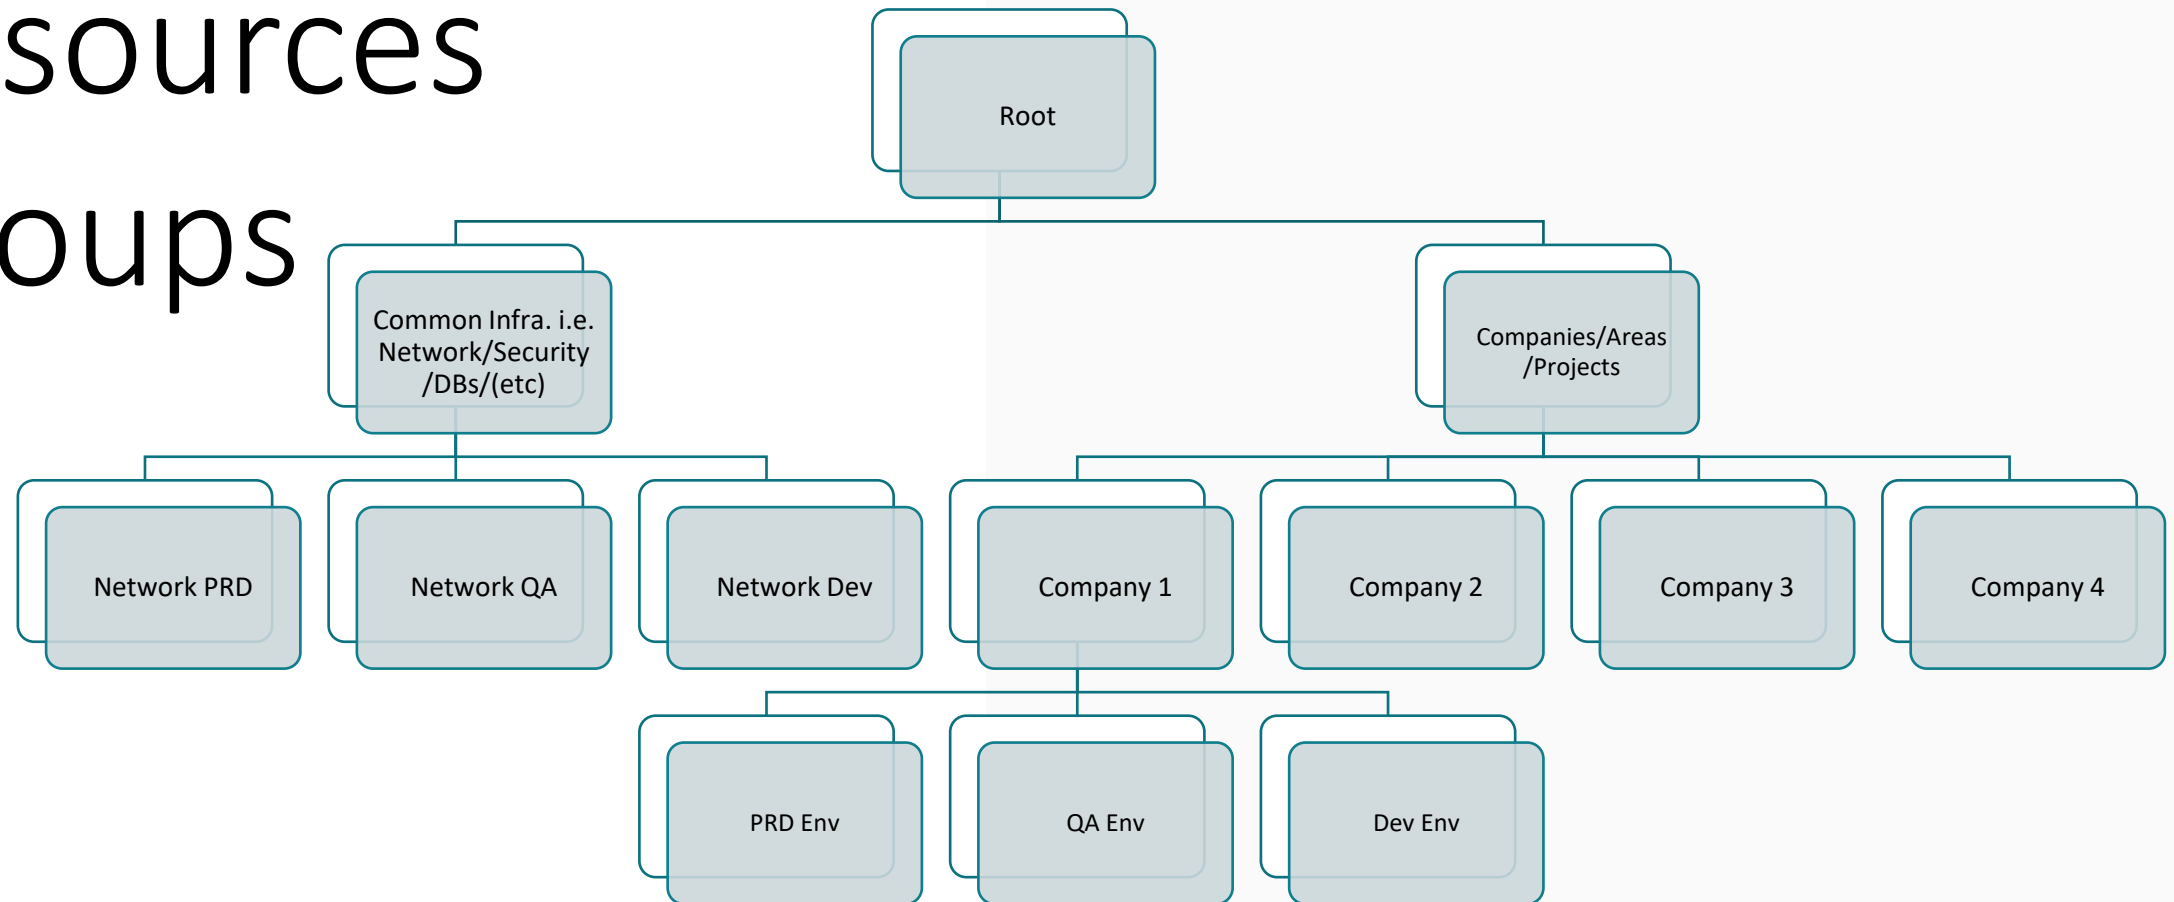 sources
oups
Root
Common Infra. i.e.
Network/Security
/DBs/(etc)
Companies/Areas
/Projects
Network PRD
Network QA
Network Dev
Company 1
Company 2
Company 3
Company 4
PRD Env
QA Env
Dev Env